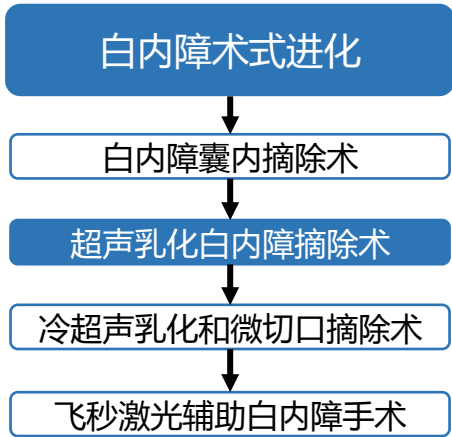 白内障术式进化
白内障囊内摘除术
超声乳化白内障摘除术
冷超声乳化和微切口摘除术
飞秒激光辅助白内障手术